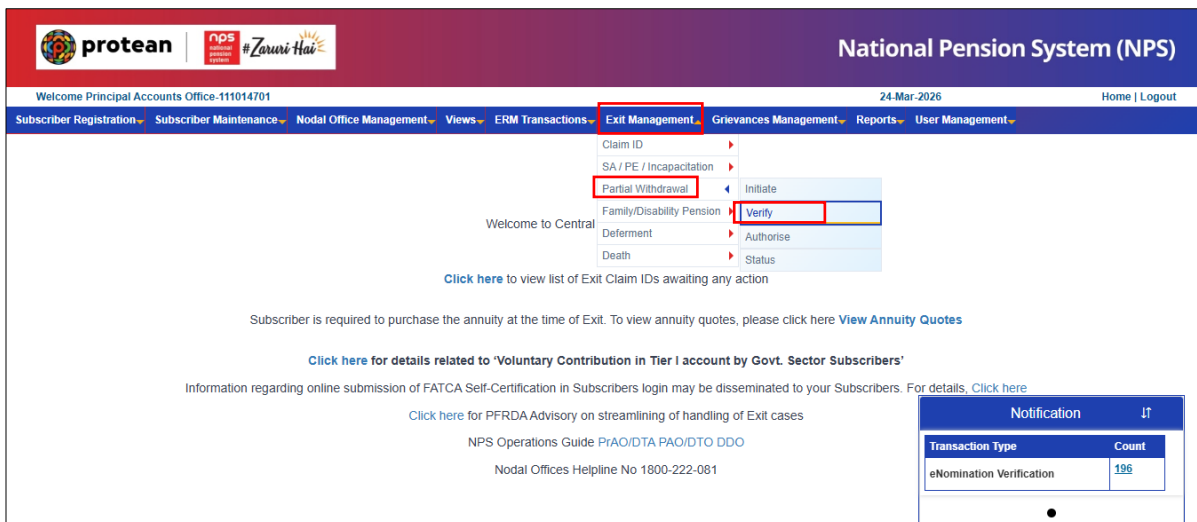 protean
nps
national
pension
system
#Zaruri Hai
National Pension System (NPS)
Welcome Principal Accounts Office-111014701
24-Mar-2026
Home | Logout
Subscriber Registration Subscriber Maintenance Nodal Office Management Views ERM Transactions Exit Management Grievances Management Reports User Management
Claim ID
SA / PE / Incapacitation
Partial Withdrawal
Family/Disability Pension
Deferment
Death
Initiate
Verify
Authorise
Status
Welcome to Central
Click here to view list of Exit Claim IDs awaiting any action
Subscriber is required to purchase the annuity at the time of Exit. To view annuity quotes, please click here View Annuity Quotes
Click here for details related to ‘Voluntary Contribution in Tier I account by Govt. Sector Subscribers’
Information regarding online submission of FATCA Self-Certification in Subscribers login may be disseminated to your Subscribers. For details, Click here
Click here for PFRDA Advisory on streamlining of handling of Exit cases
NPS Operations Guide PrAO/DTA PAO/DTO DDO
Nodal Offices Helpline No 1800-222-081
Notification
Transaction Type Count
eNomination Verification 196